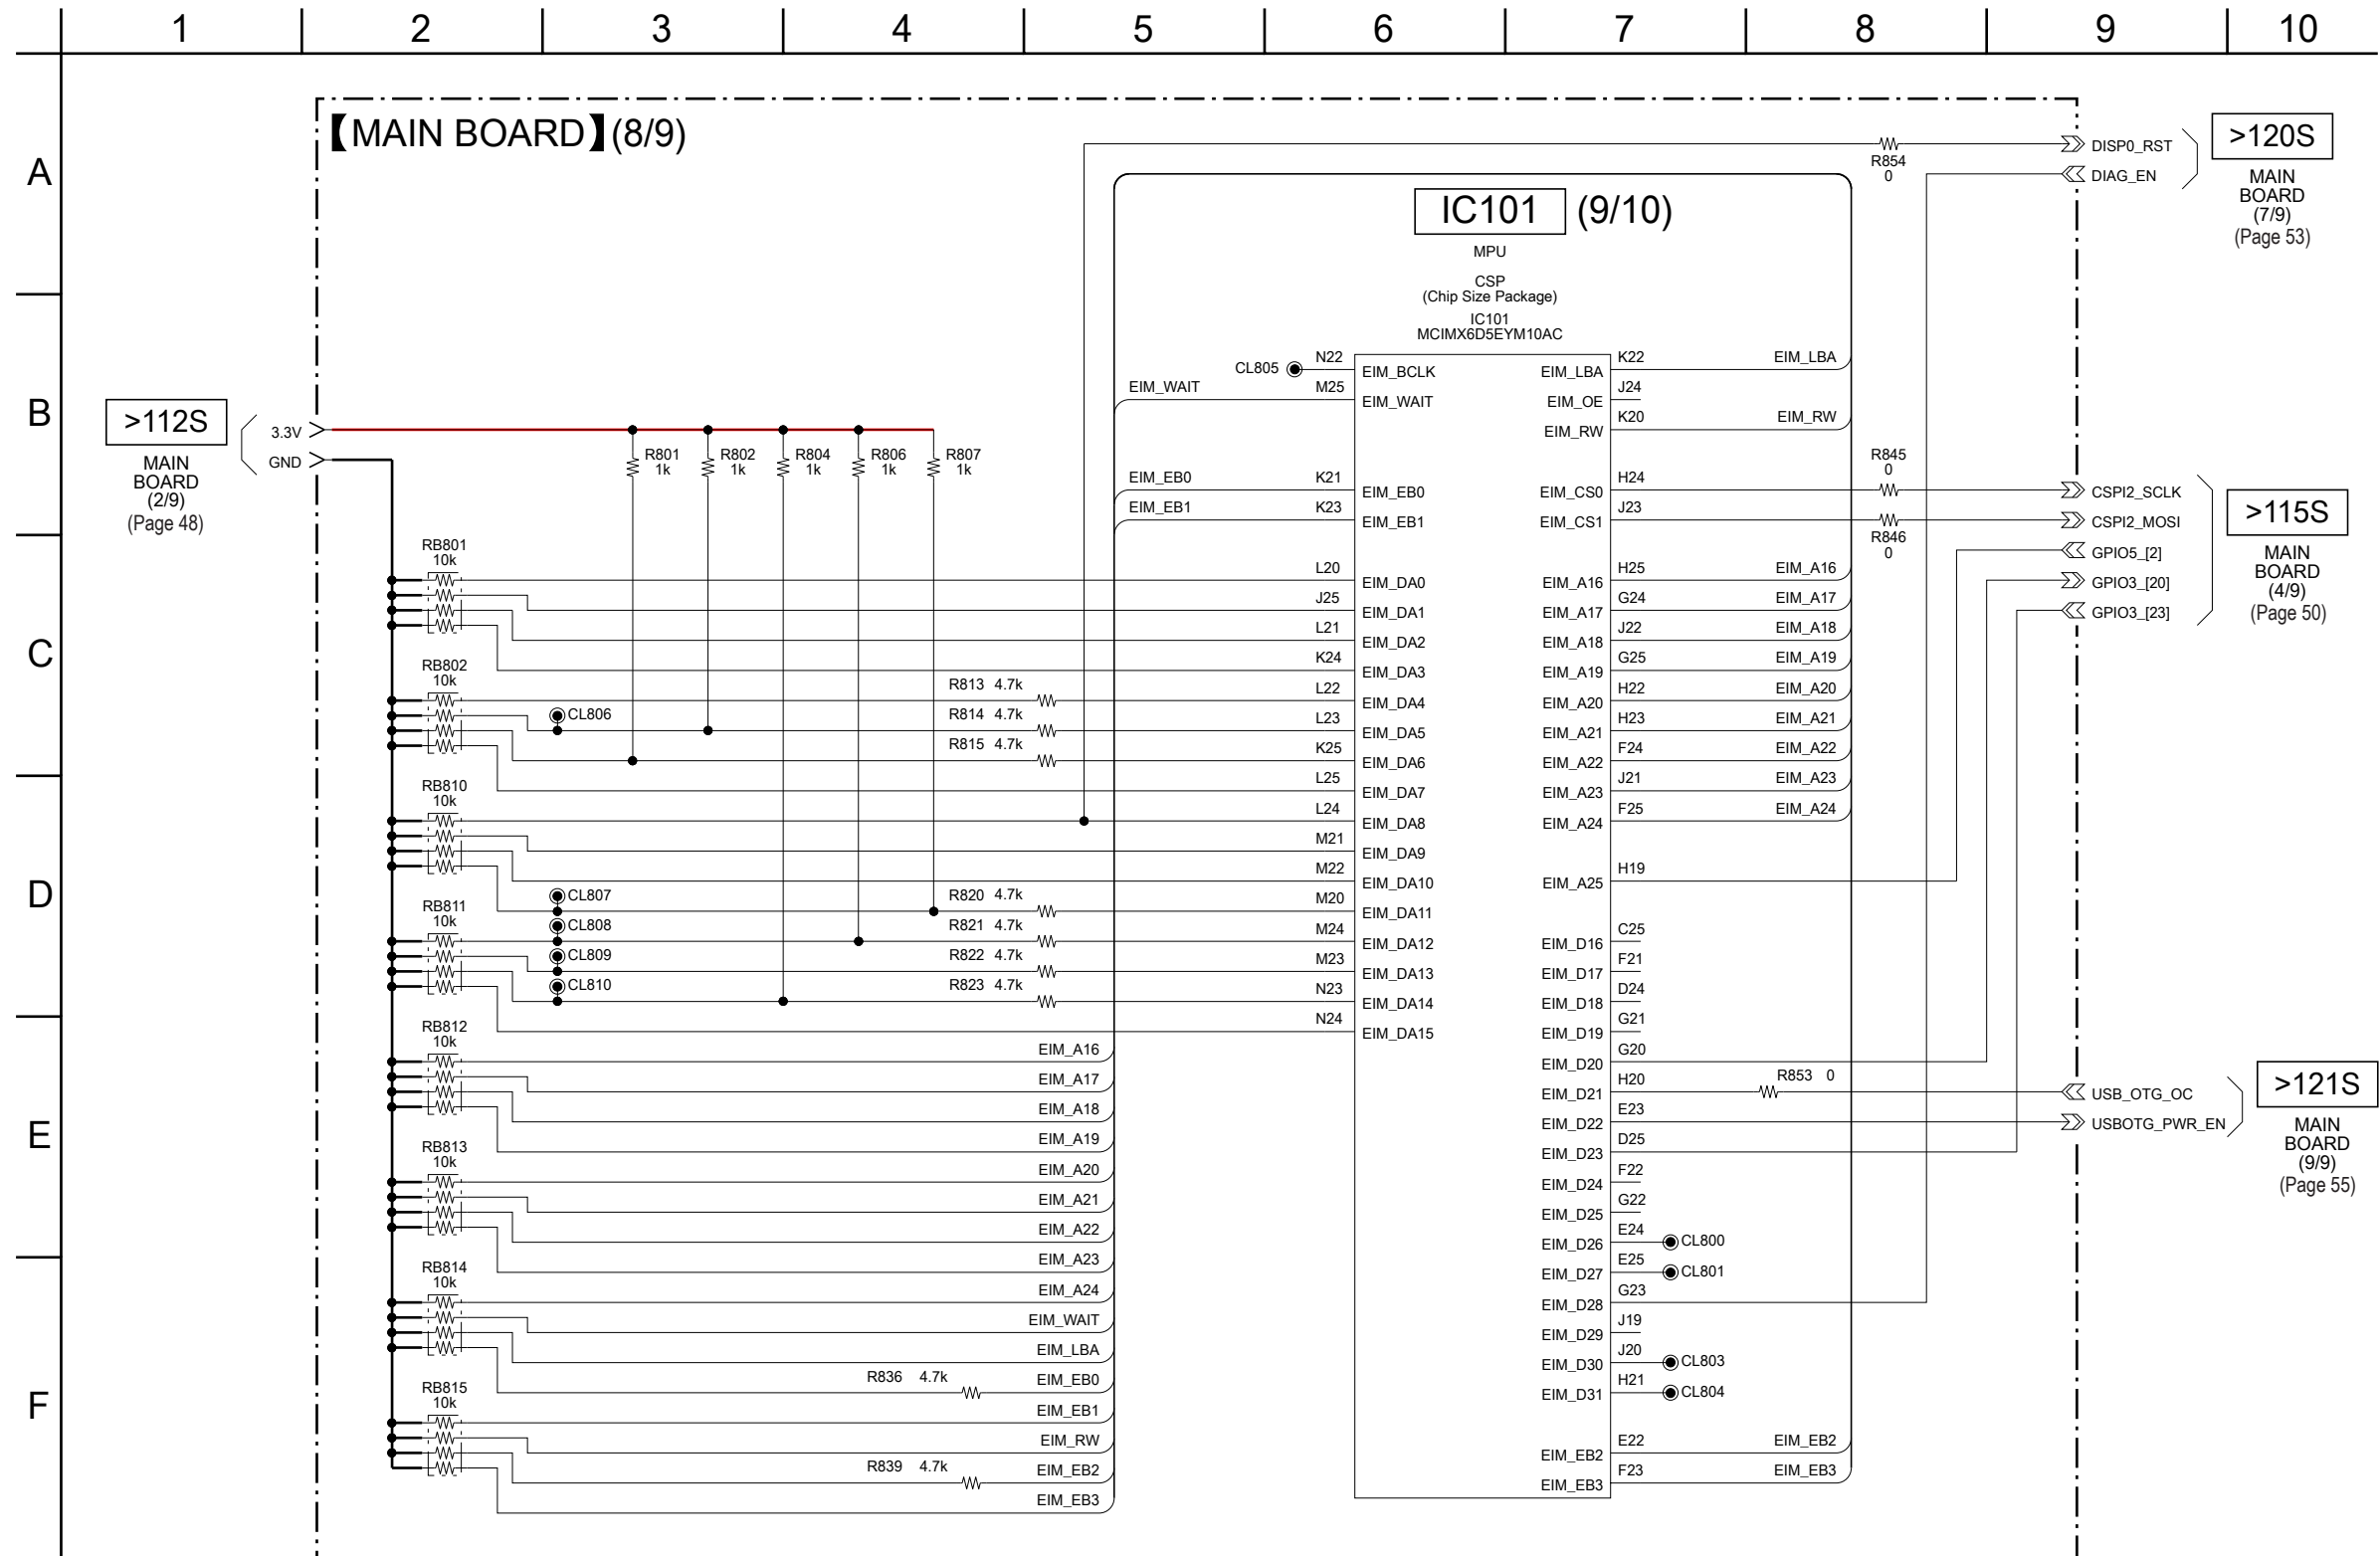 1 2 3 4 5 6 7 8 9 10
A
B
C
D
E
F
【MAIN BOARD】(8/9)
DISP0_RST
DIAG_EN
R854
0
>120S
MAIN
BOARD
(7/9)
(Page 53)
IC101 (9/10)
MPU
CSP
(Chip Size Package)
IC101
MCIMX6D5EYM10AC
>112S
MAIN
BOARD
(2/9)
(Page 48)
3.3V
GND
R801
1k
R802
1k
R804
1k
R806
1k
R807
1k
CL805
EIM_WAIT
EIM_EB0
EIM_EB1
RB801
10k
RB802
10k
RB810
10k
RB811
10k
RB812
10k
RB813
10k
RB814
10k
RB815
10k
CL806
CL807
CL808
CL809
CL810
R813 4.7k
R814 4.7k
R815 4.7k
R820 4.7k
R821 4.7k
R822 4.7k
R823 4.7k
EIM_A16
EIM_A17
EIM_A18
EIM_A19
EIM_A20
EIM_A21
EIM_A22
EIM_A23
EIM_A24
EIM_WAIT
EIM_LBA
R836 4.7k EIM_EB0
EIM_EB1
EIM_RW
R839 4.7k EIM_EB2
EIM_EB3
N22 EIM_BCLK
M25 EIM_WAIT
K21 EIM_EB0
K23 EIM_EB1
L20 EIM_DA0
J25 EIM_DA1
L21 EIM_DA2
K24 EIM_DA3
L22 EIM_DA4
L23 EIM_DA5
K25 EIM_DA6
L25 EIM_DA7
L24 EIM_DA8
M21 EIM_DA9
M22 EIM_DA10
M20 EIM_DA11
M24 EIM_DA12
M23 EIM_DA13
N23 EIM_DA14
N24 EIM_DA15
EIM_LBA K22 EIM_LBA
EIM_OE J24
EIM_RW K20 EIM_RW
EIM_CS0 H24
EIM_CS1 J23
EIM_A16 H25 EIM_A16
EIM_A17 G24 EIM_A17
EIM_A18 J22 EIM_A18
EIM_A19 G25 EIM_A19
EIM_A20 H22 EIM_A20
EIM_A21 H23 EIM_A21
EIM_A22 F24 EIM_A22
EIM_A23 J21 EIM_A23
EIM_A24 F25 EIM_A24
EIM_A25 H19
EIM_D16 C25
EIM_D17 F21
EIM_D18 D24
EIM_D19 G21
EIM_D20 G20
EIM_D21 H20 R853 0
EIM_D22 E23
EIM_D23 D25
EIM_D24 F22
EIM_D25 G22
EIM_D26 E24 CL800
EIM_D27 E25 CL801
EIM_D28 G23
EIM_D29 J19
EIM_D30 J20 CL803
EIM_D31 H21 CL804
EIM_EB2 E22 EIM_EB2
EIM_EB3 F23 EIM_EB3
R845
0
R846
0
CSPI2_SCLK
CSPI2_MOSI
GPIO5_[2]
GPIO3_[20]
GPIO3_[23]
>115S
MAIN
BOARD
(4/9)
(Page 50)
USB_OTG_OC
USBOTG_PWR_EN
>121S
MAIN
BOARD
(9/9)
(Page 55)